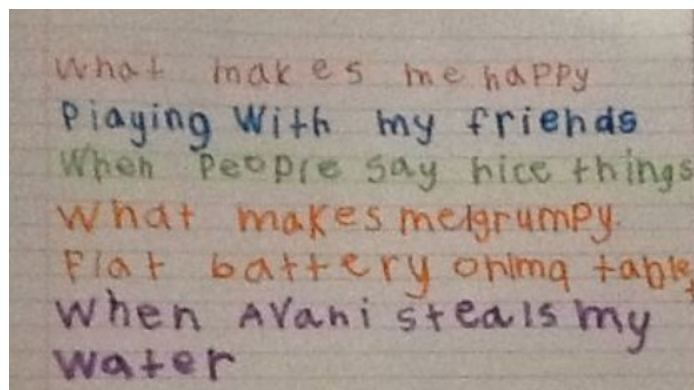 What makes me happy
Playing With my friends
When People say nice things
What makes me grumpy.
Flat battery on
When Avani steals my
water